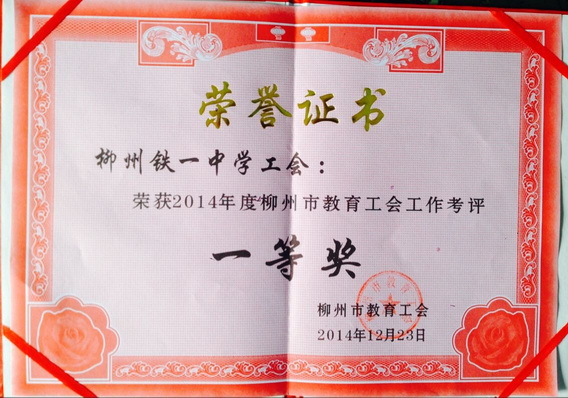 荣誉证书
柳州铁一中学工会：
荣获2014年度柳州市教育工会工作考评
一等奖
柳州市教育工会
2014年12月23日